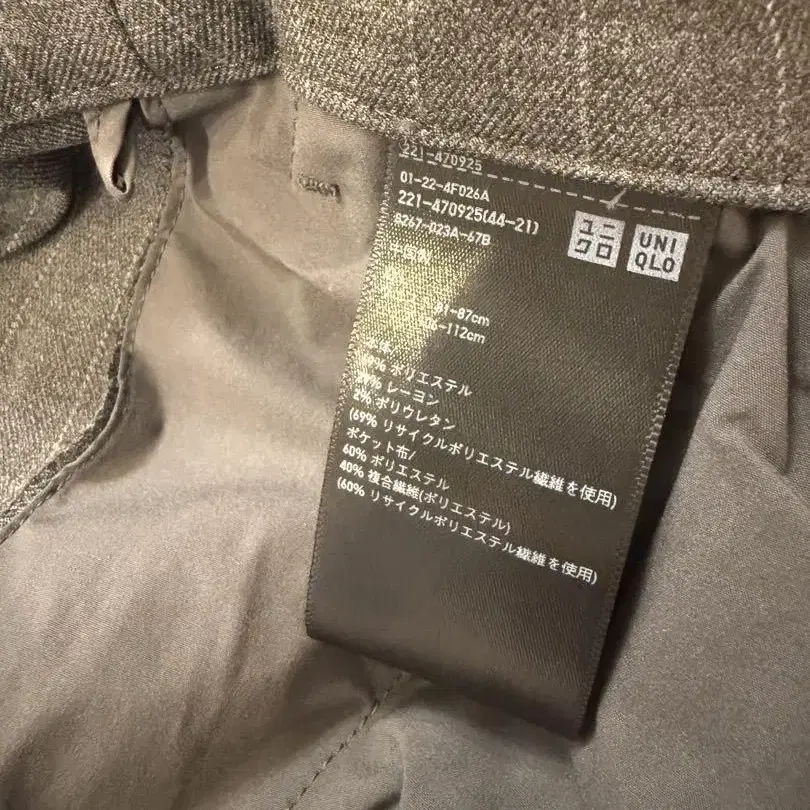 221-470925
01-22-4F026A
221-470925(44-21)
8267-023A-67B
ユニ
クロ
UNI
QLO
中国製
87cm
112cm
ポリエステル
レーヨン
2% ポリウレタン
(69% リサイクルポリエステル繊維を使用)
ポケット布/
60% ポリエステル
40% 複合繊維(ポリエステル)
(60% リサイクルポリエステル繊維を使用)